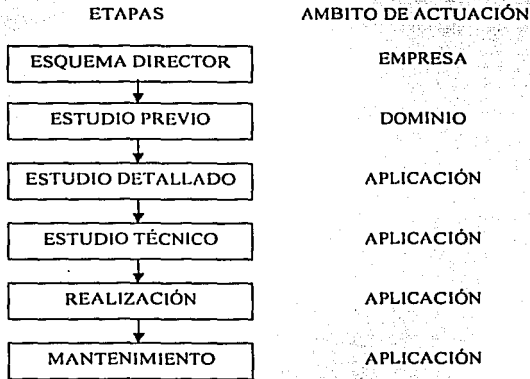 ETAPAS AMBITO DE ACTUACIÓN
ESQUEMA DIRECTOR EMPRESA
ESTUDIO PREVIO DOMINIO
ESTUDIO DETALLADO APLICACIÓN
ESTUDIO TÉCNICO APLICACIÓN
REALIZACIÓN APLICACIÓN
MANTENIMIENTO APLICACIÓN